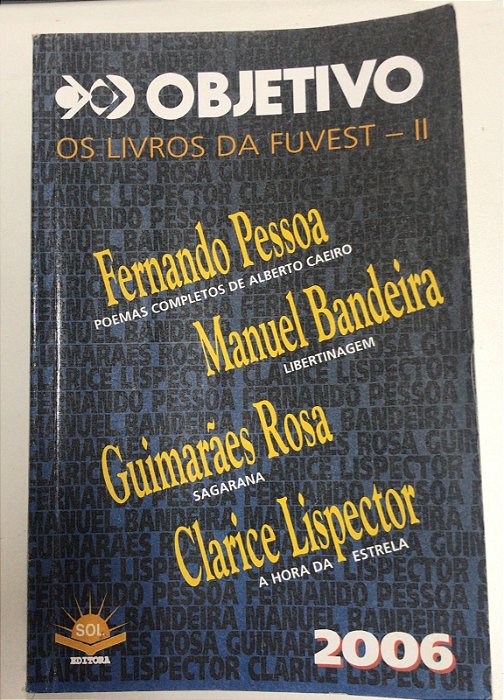 OBJETIVO
OS LIVROS DA FUVEST – II
Fernando Pessoa
POEMAS COMPLETOS DE ALBERTO CAEIRO
Manuel Bandeira
LIBERTINAGEM
Guimarães Rosa
SAGARANA
Clarice Lispector
A HORA DA ESTRELA
SOL
EDITORA
2006